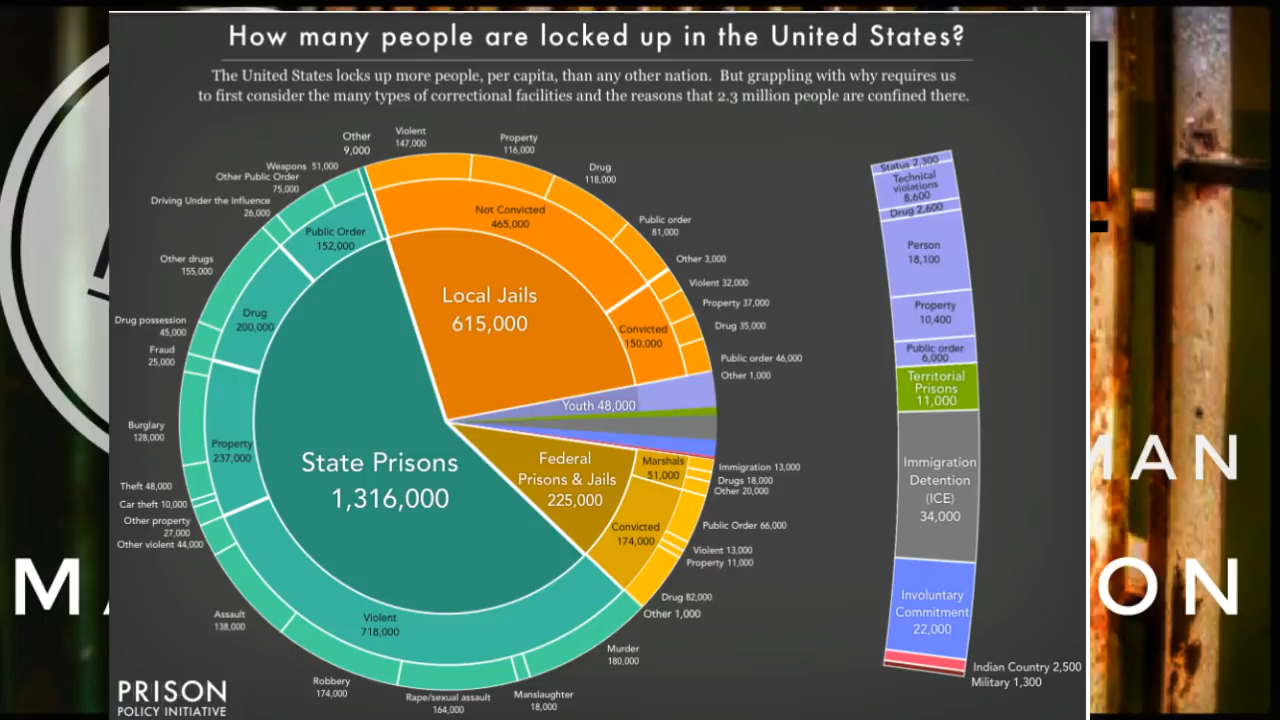 How many people are locked up in the United States?
The United States locks up more people, per capita, than any other nation. But grappling with why requires us
to first consider the many types of correctional facilities and the reasons that 2.3 million people are confined there.
Other
9,000
Violent
147,000
Property
116,000
Drug
118,000
Public order
81,000
Other 3,000
Violent 32,000
Property 37,000
Drug 35,000
Public order 46,000
Other 1,000
Not Convicted
465,000
Convicted
150,000
Local Jails
615,000
Youth 48,000
Weapons 51,000
Other Public Order
75,000
Driving Under the Influence
26,000
Other drugs
155,000
Drug possession
45,000
Fraud
25,000
Burglary
128,000
Theft 48,000
Car theft 10,000
Other property
27,000
Other violent 44,000
Assault
138,000
Robbery
174,000
Rape/sexual assault
164,000
Manslaughter
18,000
Murder
180,000
Other 1,000
Public Order
152,000
Drug
200,000
Property
237,000
Violent
718,000
State Prisons
1,316,000
Federal
Prisons & Jails
225,000
Marshals
51,000
Convicted
174,000
Immigration 13,000
Drugs 18,000
Other 20,000
Public Order 66,000
Violent 13,000
Property 11,000
Drug 82,000
Status 2,300
Technical
violations
8,600
Drug 2,600
Person
18,100
Property
10,400
Public order
6,000
Territorial
Prisons
11,000
Immigration
Detention
(ICE)
34,000
Involuntary
Commitment
22,000
Indian Country 2,500
Military 1,300
PRISON
POLICY INITIATIVE
MAN
M
ON